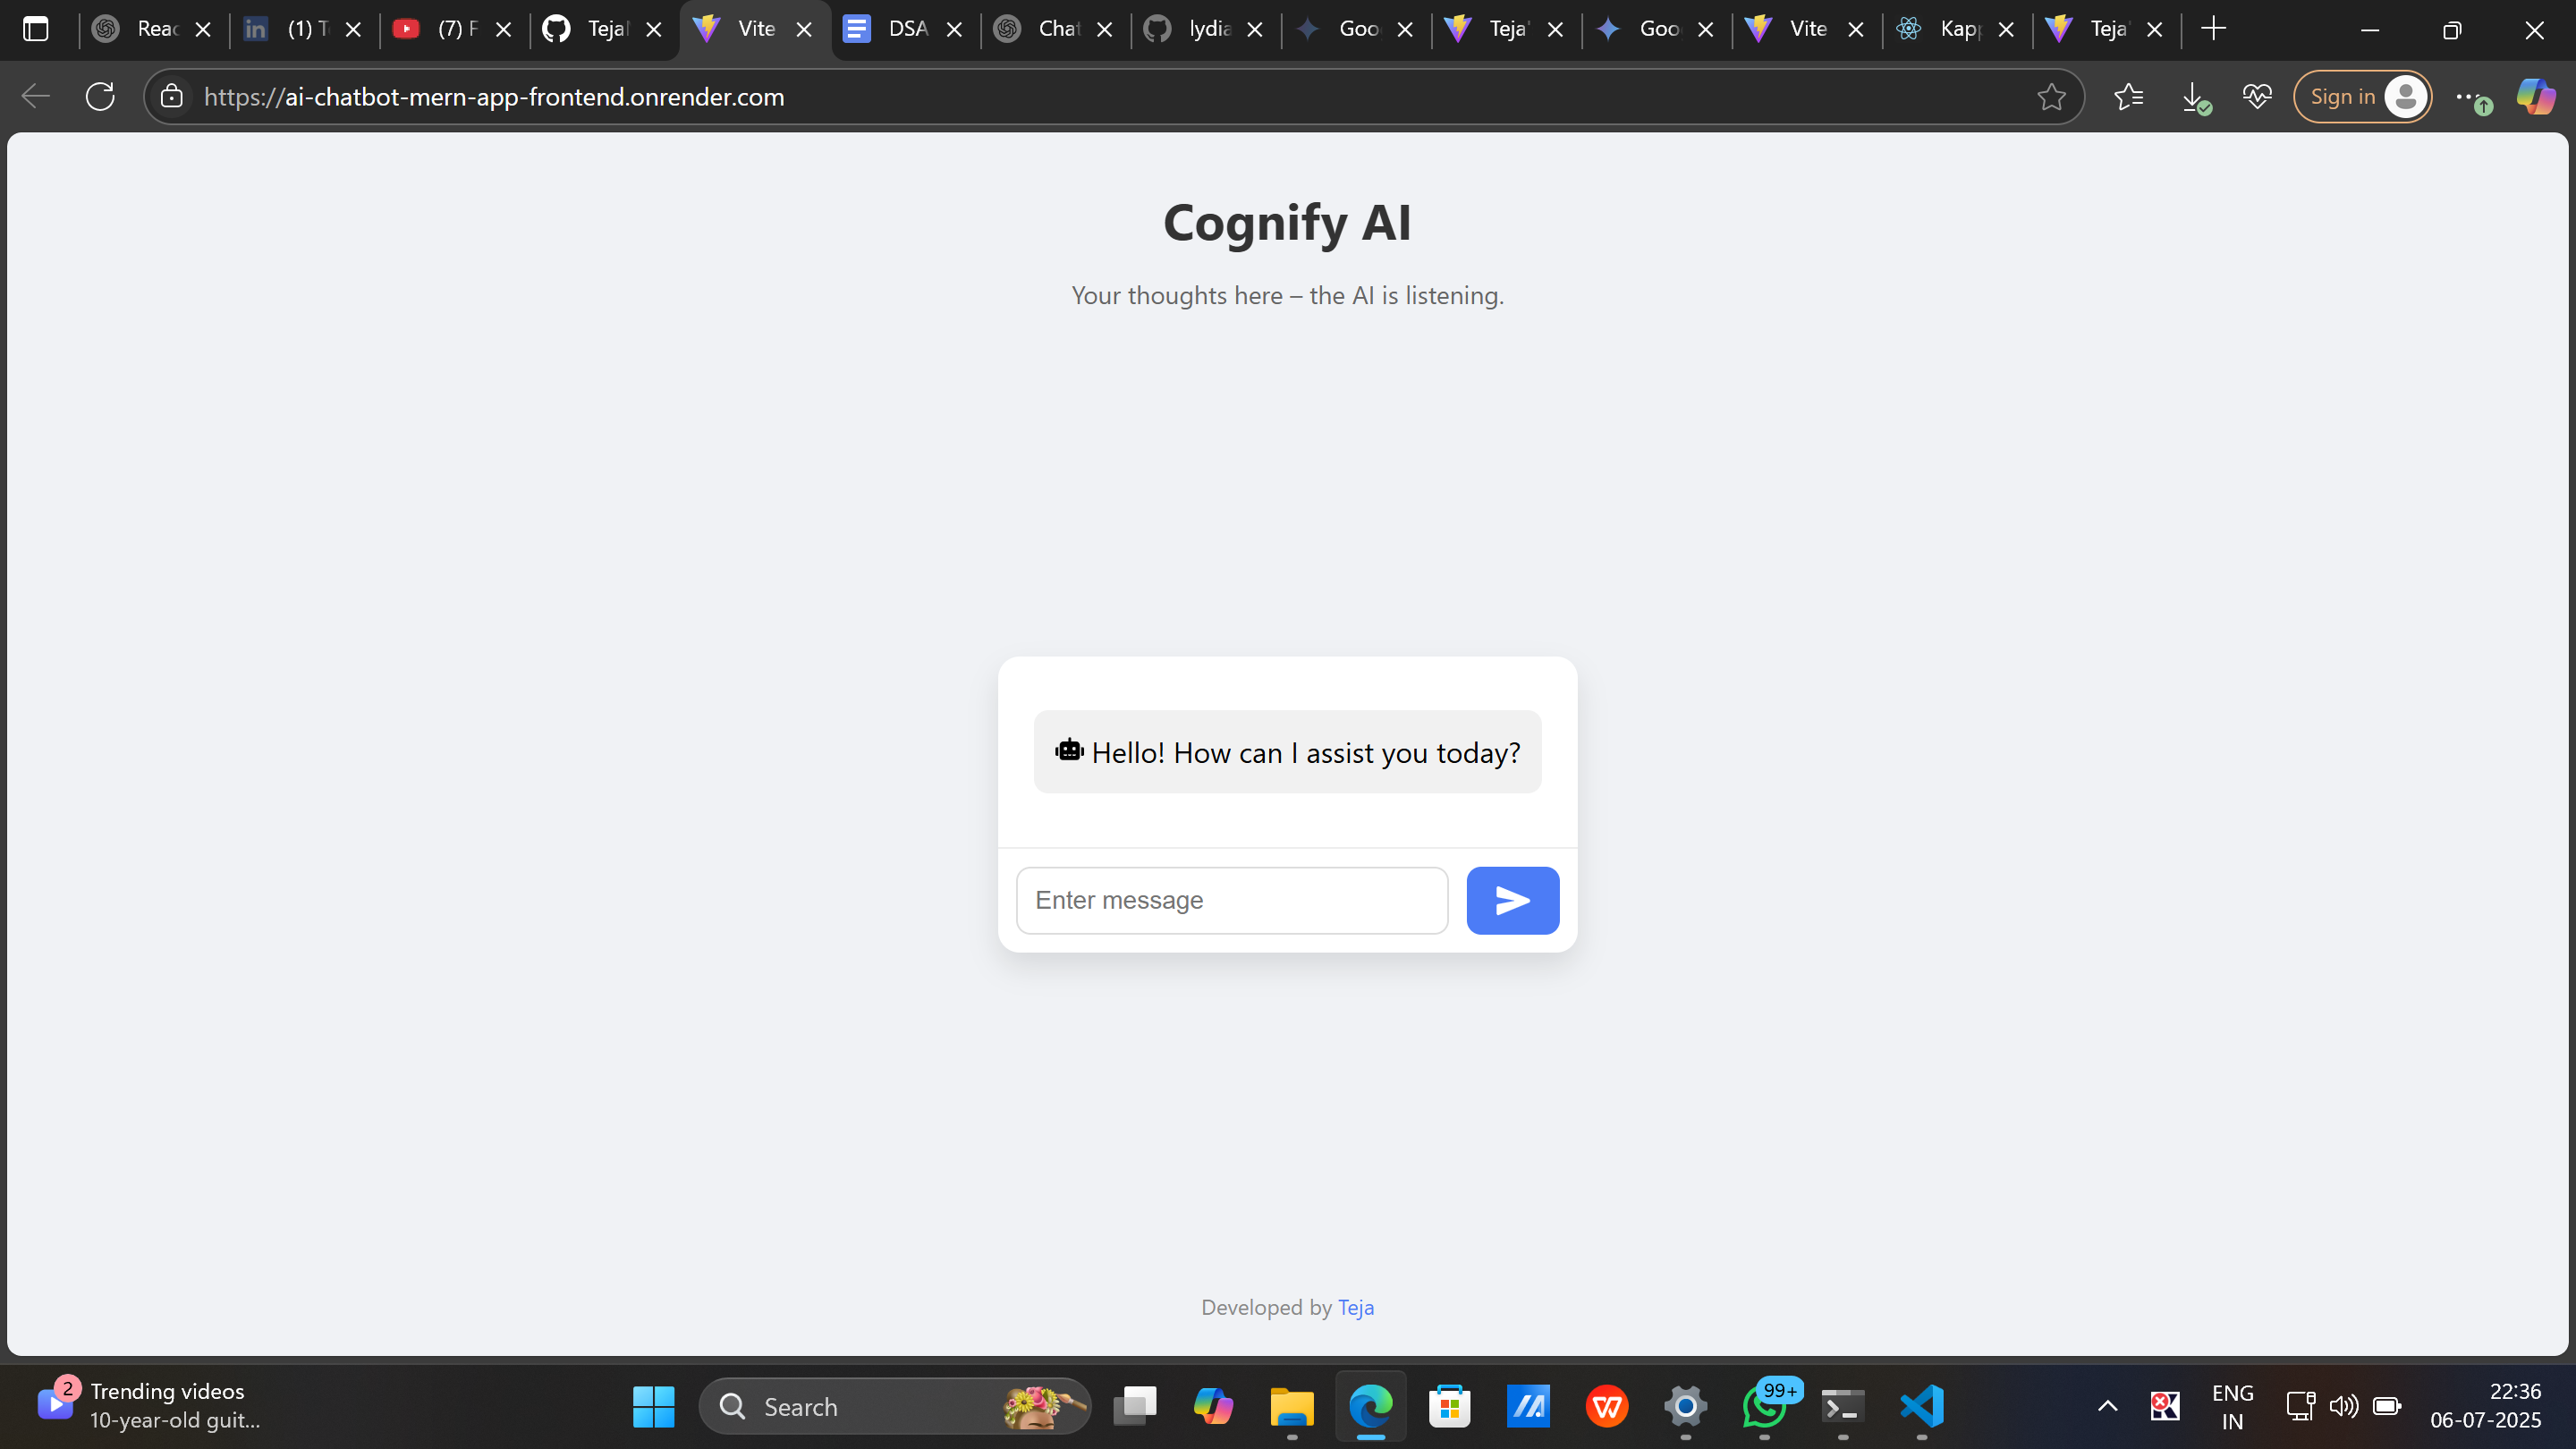 Reac
(1) T
(7) F
Teja
Vite
DSA
Chat
lydia
Goo
Teja'
Goo
Vite
Kapp
Teja'
https://ai-chatbot-mern-app-frontend.onrender.com
Sign in
Cognify AI
Your thoughts here – the AI is listening.
Hello! How can I assist you today?
Enter message
Developed by Teja
2
Trending videos
10-year-old guit...
Search
99+
ENG
IN
22:36
06-07-2025